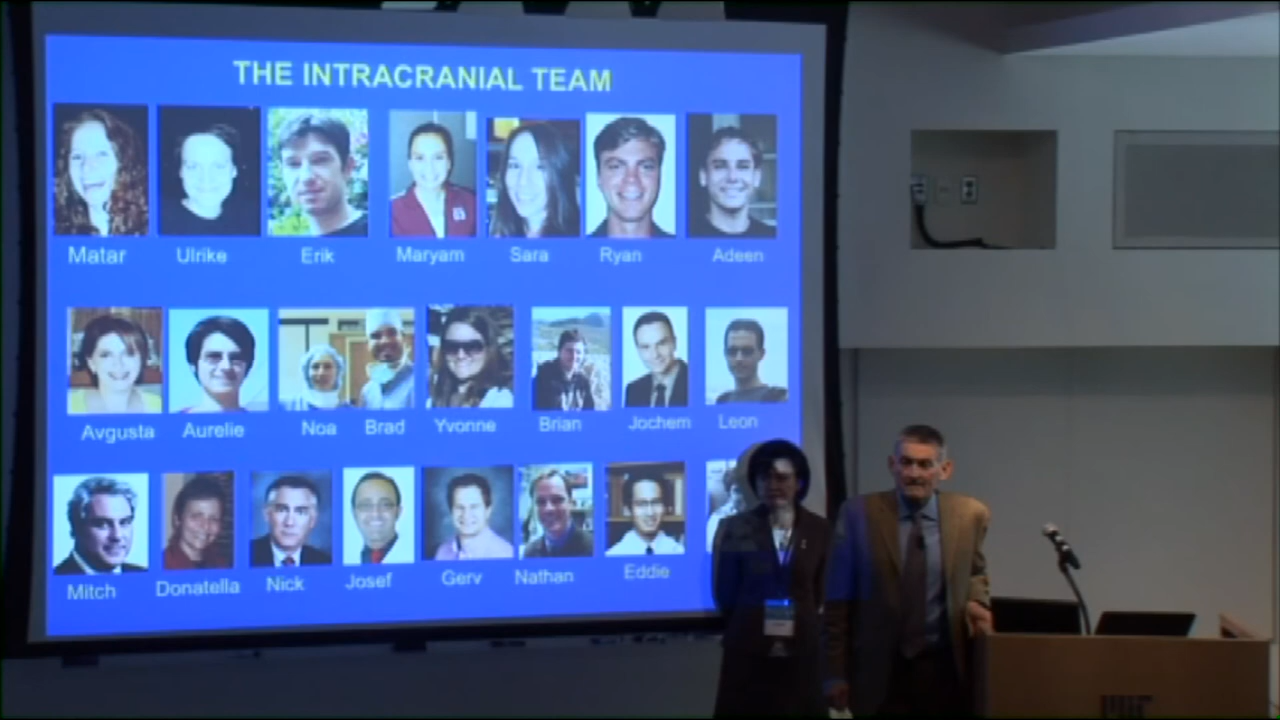 THE INTRACRANIAL TEAM
Matar Ulrike Erik Maryam Sara Ryan Adeen
Avgusta Aurelie Noa Brad Yvonne Brian Jochem Leon
Mitch Donatella Nick Josef Gerv Nathan Eddie